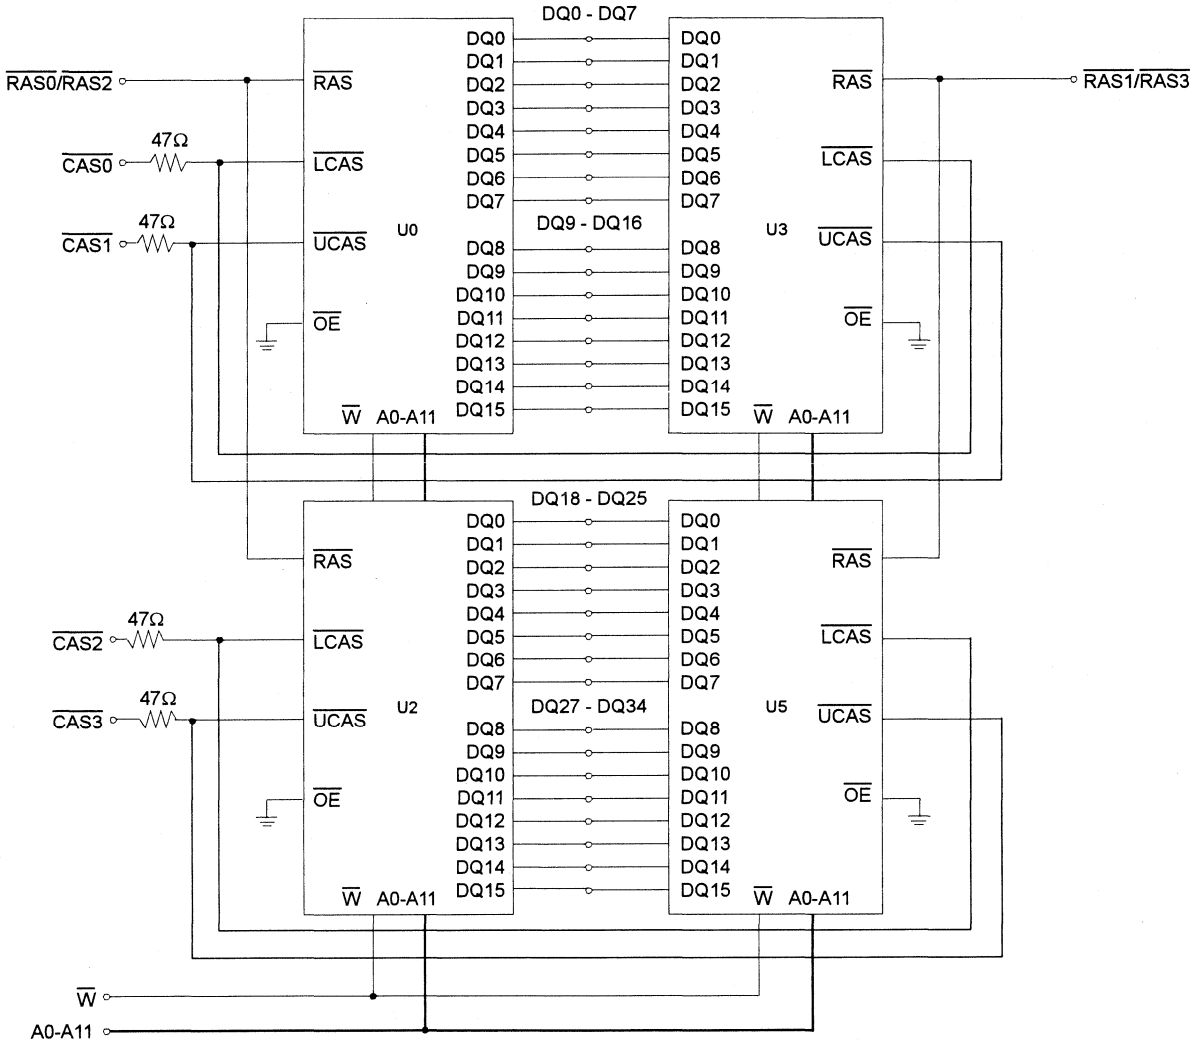 DQ0 - DQ7
DQ0 DQ0
DQ1 DQ1
RAS0/RAS2 RAS DQ2 DQ2 RAS RAS1/RAS3
DQ3 DQ3
DQ4 DQ4
47Ω
CAS0 LCAS DQ5 DQ5 LCAS
DQ6 DQ6
DQ7 DQ7
47Ω DQ9 - DQ16
CAS1 UCAS U0 U3 UCAS
DQ8 DQ8
DQ9 DQ9
DQ10 DQ10
OE DQ11 DQ11 OE
DQ12 DQ12
DQ13 DQ13
DQ14 DQ14
W A0-A11 DQ15 DQ15 W A0-A11
DQ18 - DQ25
DQ0 DQ0
DQ1 DQ1
RAS DQ2 DQ2 RAS
DQ3 DQ3
DQ4 DQ4
47Ω
CAS2 LCAS DQ5 DQ5 LCAS
DQ6 DQ6
DQ7 DQ7
47Ω DQ27 - DQ34
CAS3 UCAS U2 U5 UCAS
DQ8 DQ8
DQ9 DQ9
DQ10 DQ10
OE DQ11 DQ11 OE
DQ12 DQ12
DQ13 DQ13
DQ14 DQ14
W A0-A11 DQ15 DQ15 W A0-A11
W
A0-A11